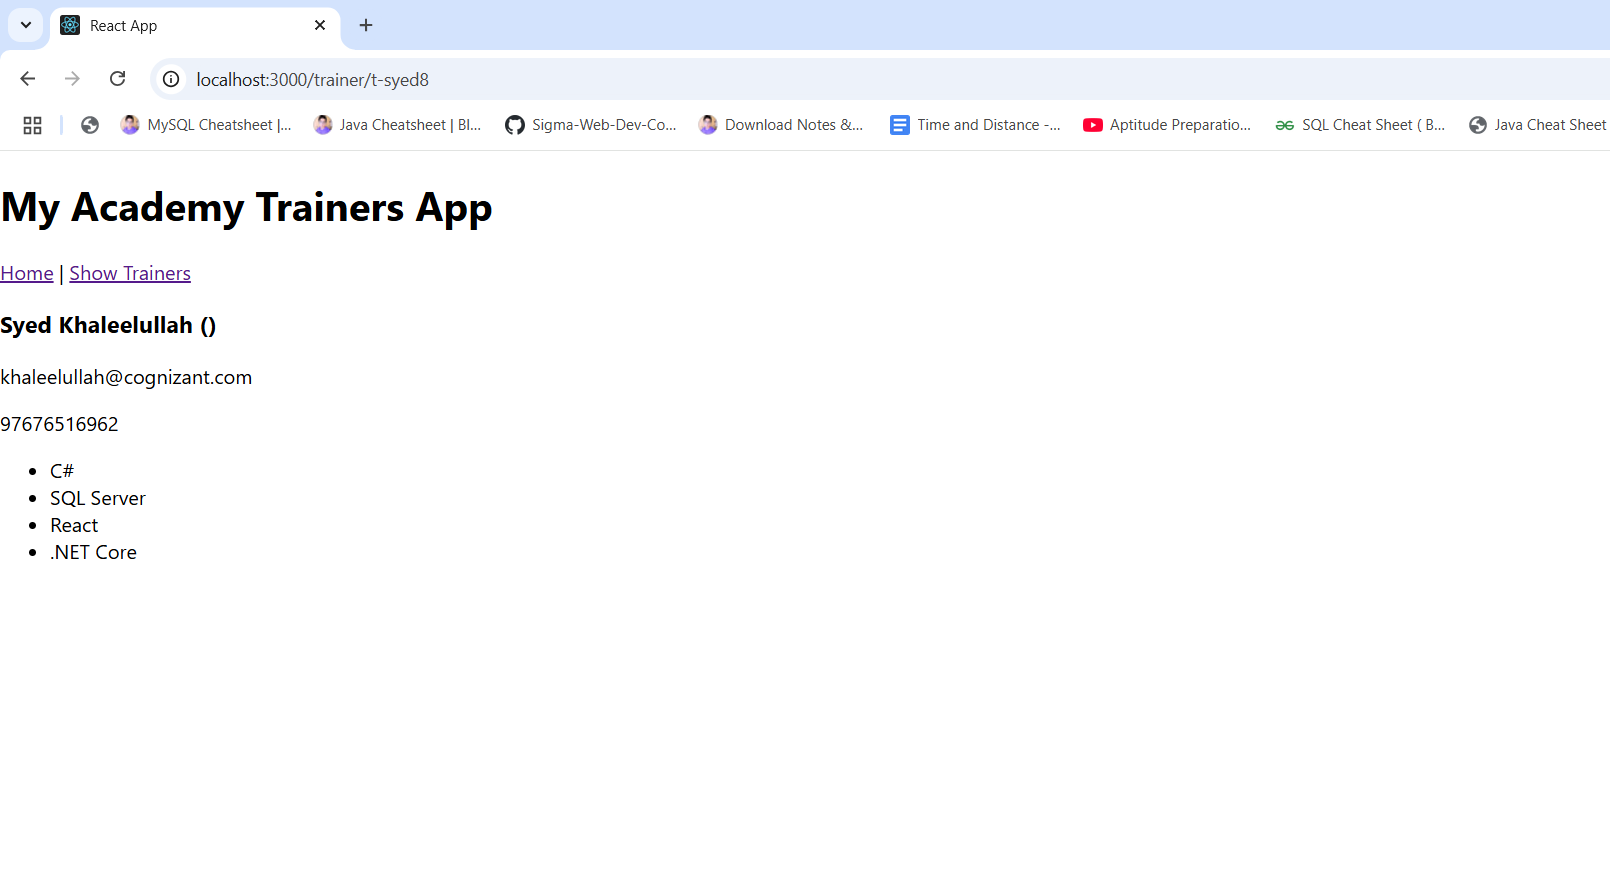 React App
localhost:3000/trainer/t-syed8
MySQL Cheatsheet |... Java Cheatsheet | Bl... Sigma-Web-Dev-Co... Download Notes &... Time and Distance -... Aptitude Preparatio... SQL Cheat Sheet ( B... Java Cheat Sheet
My Academy Trainers App
Home | Show Trainers
Syed Khaleelullah ()
khaleelullah@cognizant.com
97676516962
C#
SQL Server
React
.NET Core